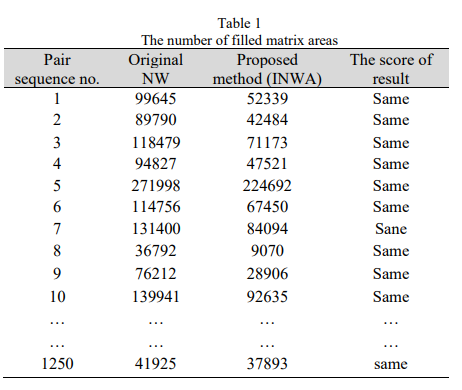 Table 1
The number of filled matrix areas
Pair sequence no. Original NW Proposed method (INWA) The score of result
1 99645 52339 Same
2 89790 42484 Same
3 118479 71173 Same
4 94827 47521 Same
5 271998 224692 Same
6 114756 67450 Same
7 131400 84094 Sane
8 36792 9070 Same
9 76212 28906 Same
10 139941 92635 Same
… … … …
… … … …
1250 41925 37893 same